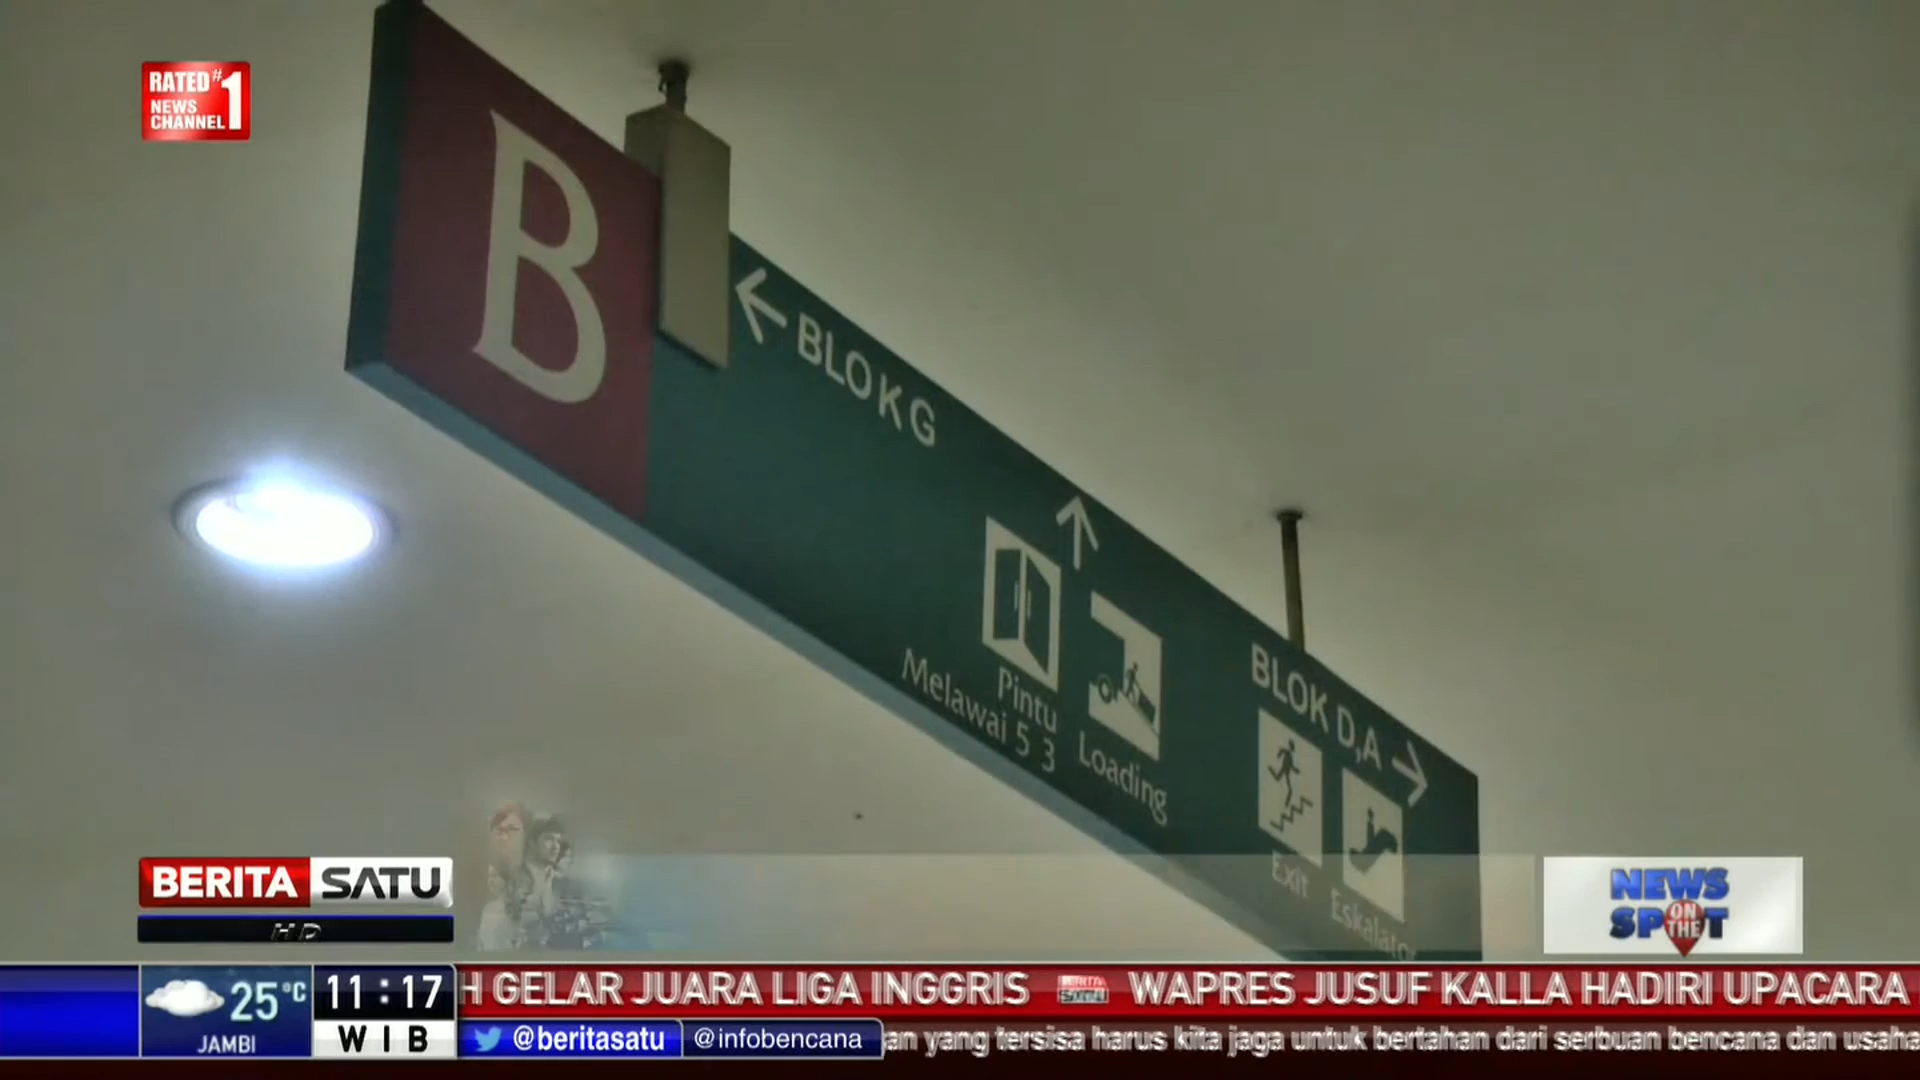 RATED #1
NEWS
CHANNEL
B
← BLOK G
↑
Pintu
Melawai 5 3
Loading
BLOK D,A →
Exit
Eskalator
BERITA SATU
HD
NEWS
ON THE
SPOT
25°C
JAMBI
11:17
WIB
H GELAR JUARA LIGA INGGRIS BERITA SATU WAPRES JUSUF KALLA HADIRI UPACARA
@beritasatu @infobencana an yang tersisa harus kita jaga untuk bertahan dari serbuan bencana dan usaha